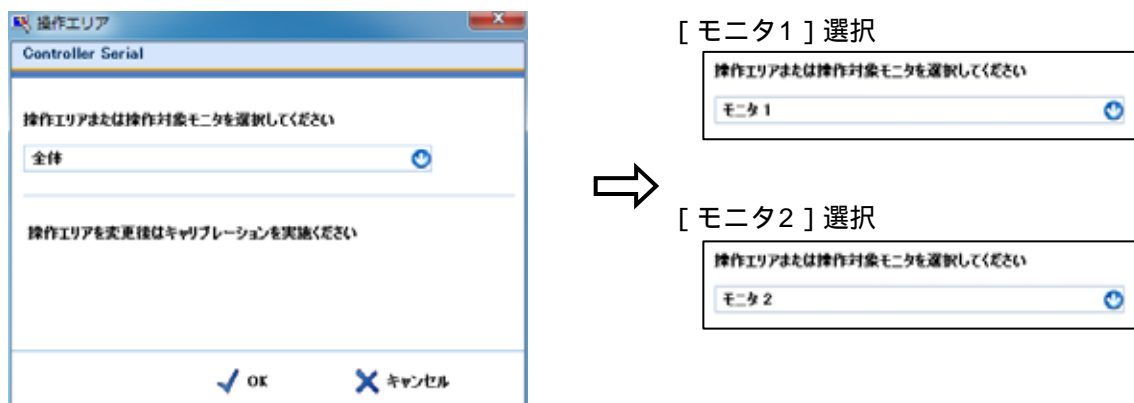 操作エリア
Controller Serial
操作エリアまたは操作対象モニタを選択してください
全体
操作エリアを変更後はキャリブレーションを実施ください
OK
キャンセル
[ モニタ1 ] 選択
操作エリアまたは操作対象モニタを選択してください
モニタ 1
[ モニタ2 ] 選択
操作エリアまたは操作対象モニタを選択してください
モニタ 2